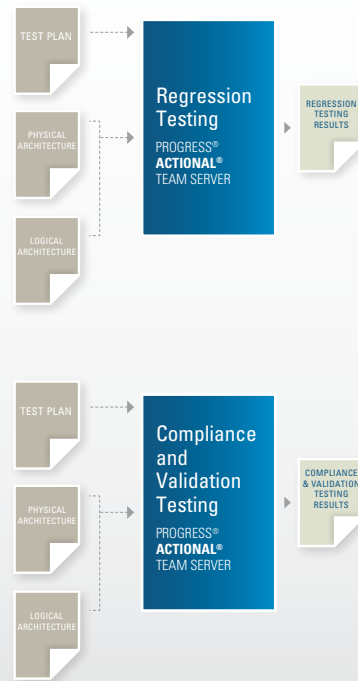 TEST PLAN
PHYSICAL
ARCHITECTURE
LOGICAL
ARCHITECTURE
Regression
Testing
PROGRESS®
ACTIONAL®
TEAM SERVER
REGRESSION
TESTING
RESULTS
TEST PLAN
PHYSICAL
ARCHITECTURE
LOGICAL
ARCHITECTURE
Compliance
and
Validation
Testing
PROGRESS®
ACTIONAL®
TEAM SERVER
COMPLIANCE
& VALIDATION
TESTING
RESULTS